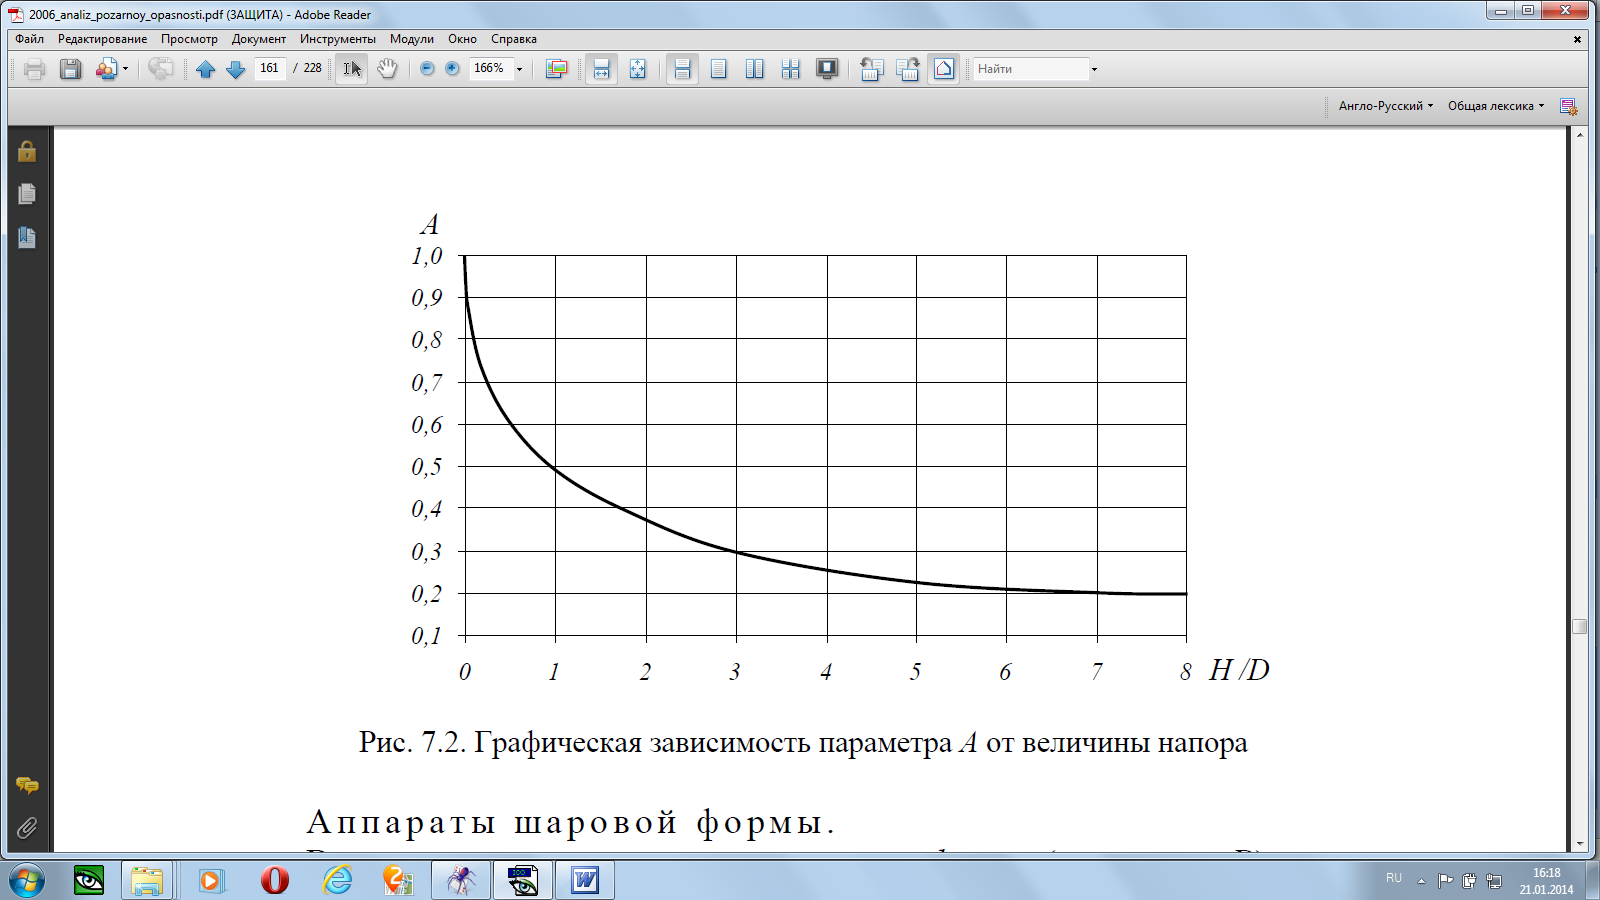 2006_analiz_pozarnoy_opasnosti.pdf (ЗАЩИТА) - Adobe Reader
Файл Редактирование Просмотр Документ Инструменты Модули Окно Справка
161 / 228 166% Найти
Англо-Русский Общая лексика
A
1,0
0,9
0,8
0,7
0,6
0,5
0,4
0,3
0,2
0,1
0 1 2 3 4 5 6 7 8 H /D
Рис. 7.2. Графическая зависимость параметра A от величины напора
Аппараты шаровой формы.
RU 16:18
21.01.2014